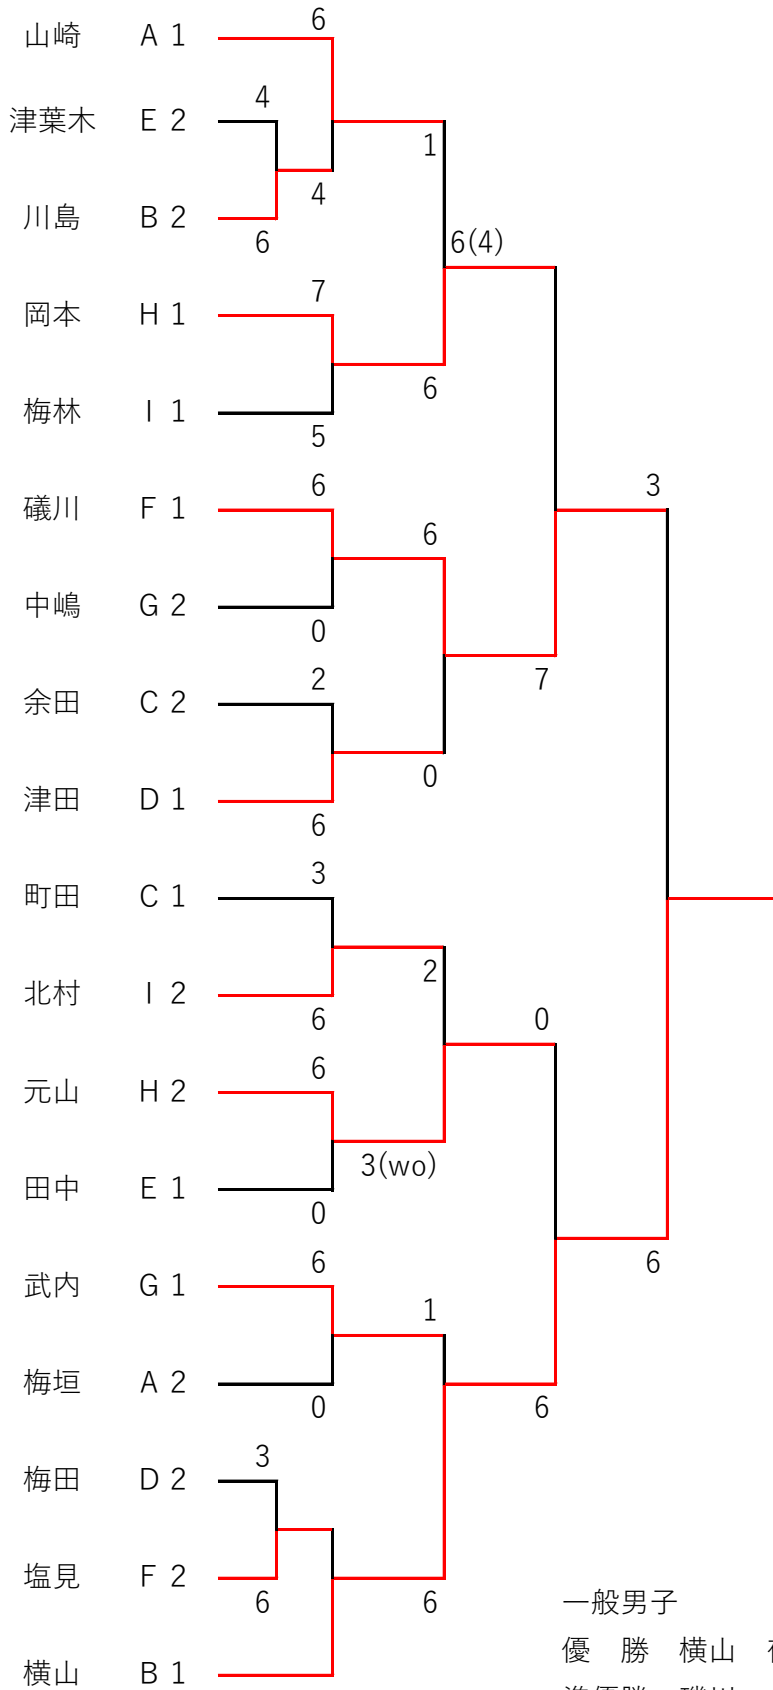 6
山崎 A 1
4
津葉木 E 2
1
4
川島 B 2
6
6(4)
7
岡本 H 1
6
梅林 I 1
5
6
3
礒川 F 1
6
中嶋 G 2
0
2
7
余田 C 2
0
津田 D 1
6
3
町田 C 1
2
北村 I 2
6
0
6
元山 H 2
3(wo)
田中 E 1
0
6
6
武内 G 1
1
梅垣 A 2
0
6
3
梅田 D 2
塩見 F 2
6
6
一般男子
優 勝 横山
横山 B 1